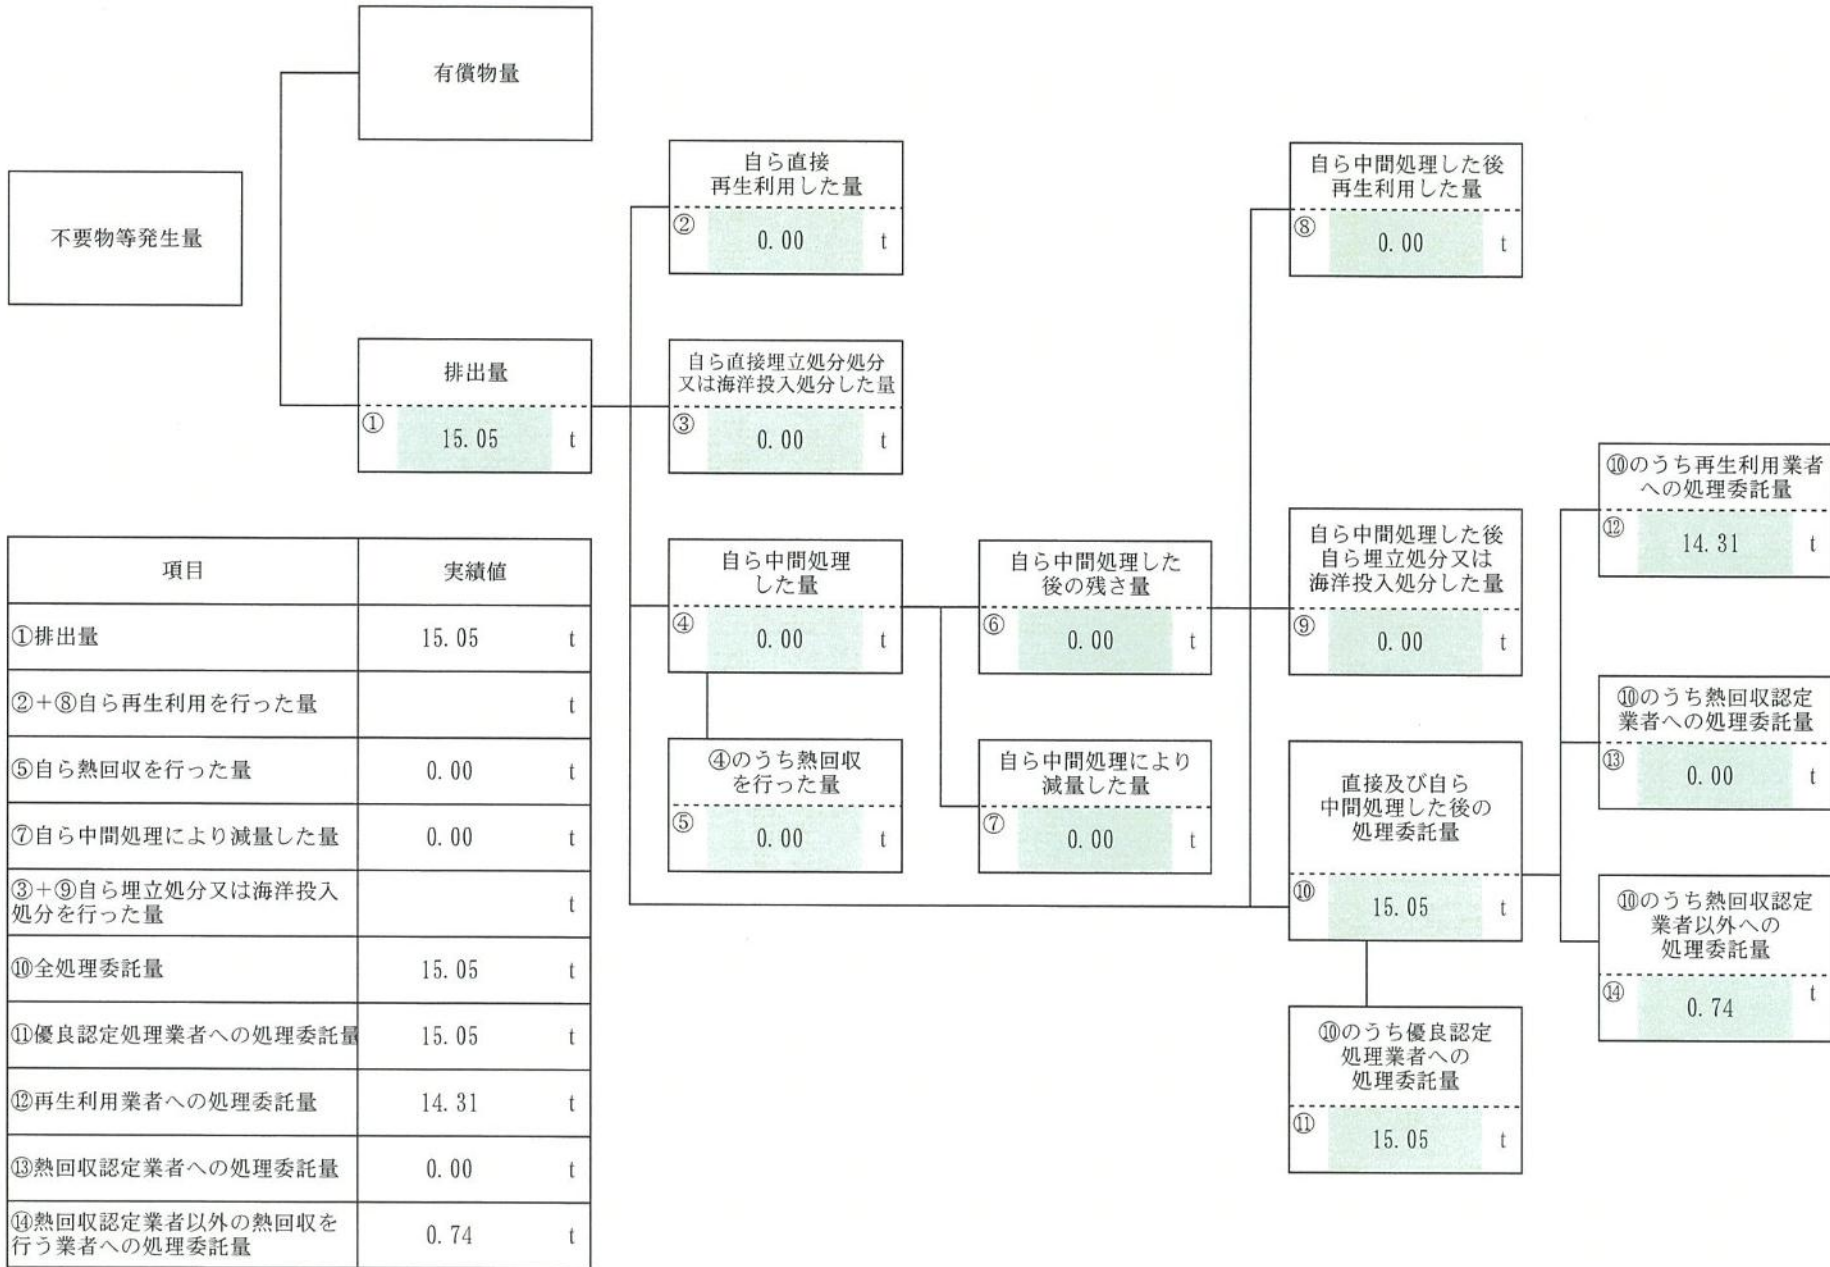 有償物量
不要物等発生量
自ら直接
再生利用した量
② 0.00 t
自ら中間処理した後
再生利用した量
⑧ 0.00 t
排出量
① 15.05 t
自ら直接埋立処分処分
又は海洋投入処分した量
③ 0.00 t
自ら中間処理
した量
④ 0.00 t
自ら中間処理した
後の残さ量
⑥ 0.00 t
自ら中間処理した後
自ら埋立処分又は
海洋投入処分した量
⑨ 0.00 t
⑩のうち再生利用業者
への処理委託量
⑫ 14.31 t
④のうち熱回収
を行った量
⑤ 0.00 t
自ら中間処理により
減量した量
⑦ 0.00 t
直接及び自ら
中間処理した後の
処理委託量
⑩ 15.05 t
⑩のうち熱回収認定
業者への処理委託量
⑬ 0.00 t
⑩のうち熱回収認定
業者以外への
処理委託量
⑭ 0.74 t
⑩のうち優良認定
処理業者への
処理委託量
⑪ 15.05 t
項目 実績値
①排出量 15.05 t
②+⑧自ら再生利用を行った量 t
⑤自ら熱回収を行った量 0.00 t
⑦自ら中間処理により減量した量 0.00 t
③+⑨自ら埋立処分又は海洋投入
処分を行った量 t
⑩全処理委託量 15.05 t
⑪優良認定処理業者への処理委託量 15.05 t
⑫再生利用業者への処理委託量 14.31 t
⑬熱回収認定業者への処理委託量 0.00 t
⑭熱回収認定業者以外の熱回収を
行う業者への処理委託量 0.74 t